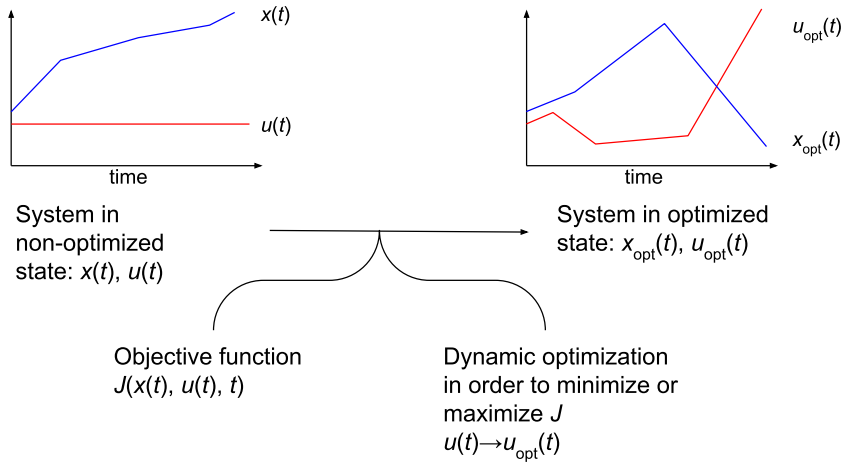 x(t)
u(t)
time
System in
non-optimized
state: x(t), u(t)
u_opt(t)
x_opt(t)
time
System in optimized
state: x_opt(t), u_opt(t)
Objective function
J(x(t), u(t), t)
Dynamic optimization
in order to minimize or
maximize J
u(t)→u_opt(t)